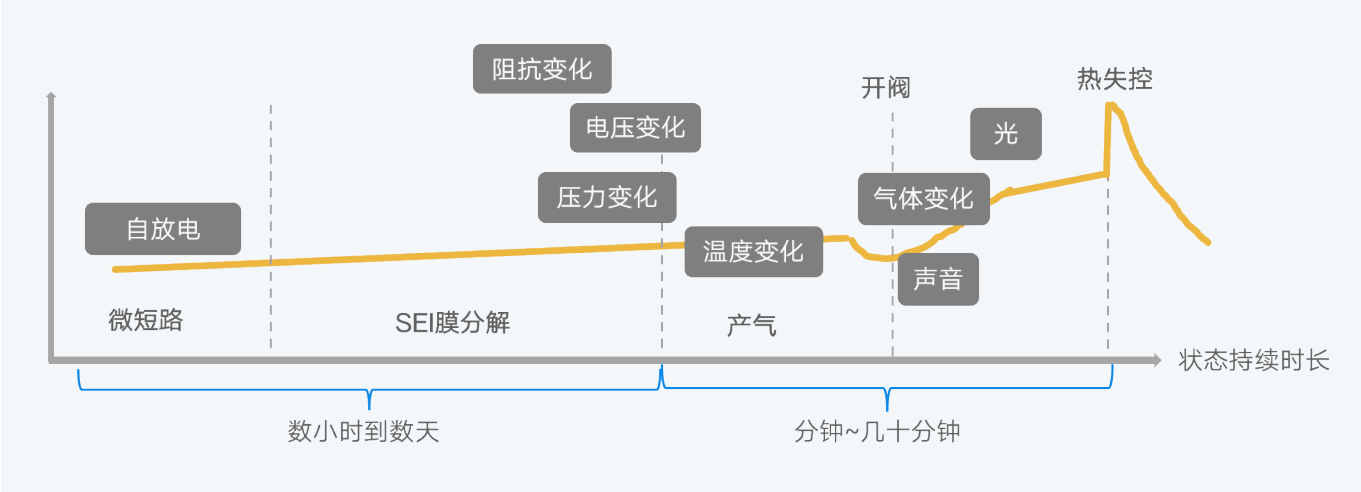 阻抗变化
热失控
开阀
电压变化
光
压力变化
气体变化
自放电
温度变化
声音
微短路
SEI膜分解
产气
状态持续时长
数小时到数天
分钟~几十分钟